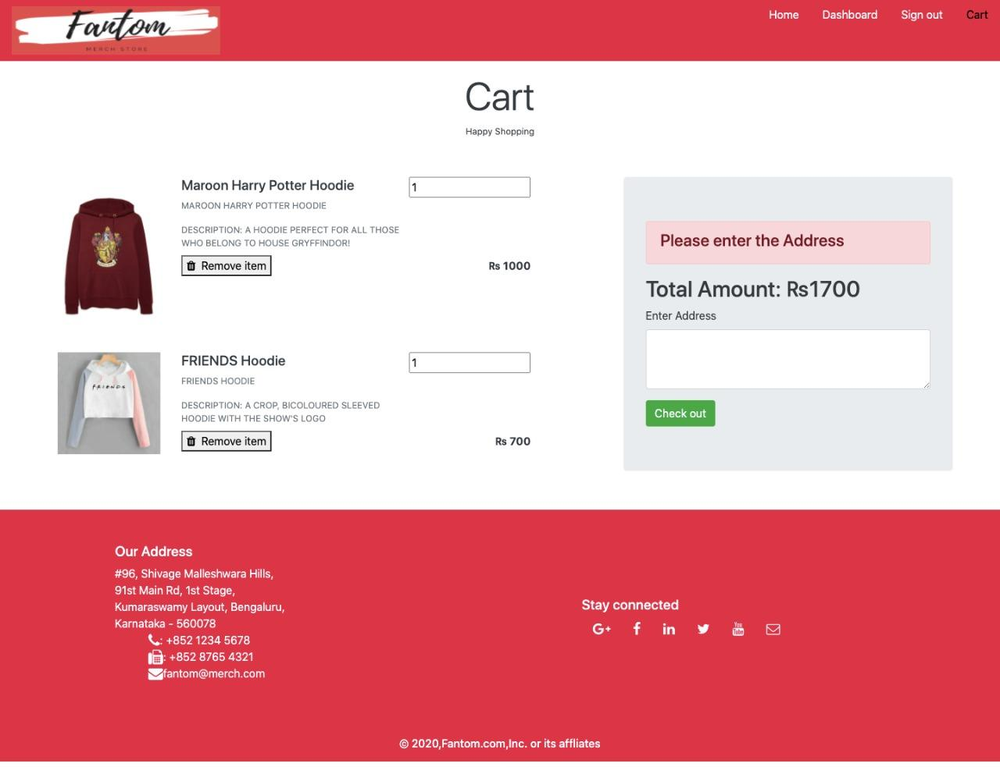 Fantom
MERCH STORE
Home Dashboard Sign out Cart
Cart
Happy Shopping
Maroon Harry Potter Hoodie
1
MAROON HARRY POTTER HOODIE
DESCRIPTION: A HOODIE PERFECT FOR ALL THOSE
WHO BELONG TO HOUSE GRYFFINDOR!
Remove item
₨ 1000
FRIENDS Hoodie
1
FRIENDS HOODIE
DESCRIPTION: A CROP, BICOLOURED SLEEVED
HOODIE WITH THE SHOW'S LOGO
Remove item
₨ 700
FRIENDS
Please enter the Address
Total Amount: ₨1700
Enter Address
Check out
Our Address
#96, Shivage Malleshwara Hills,
91st Main Rd, 1st Stage,
Kumaraswamy Layout, Bengaluru,
Karnataka - 560078
: +852 1234 5678
: +852 8765 4321
fantom@merch.com
Stay connected
G+ f in You Tube
© 2020,Fantom.com,Inc. or its affliates